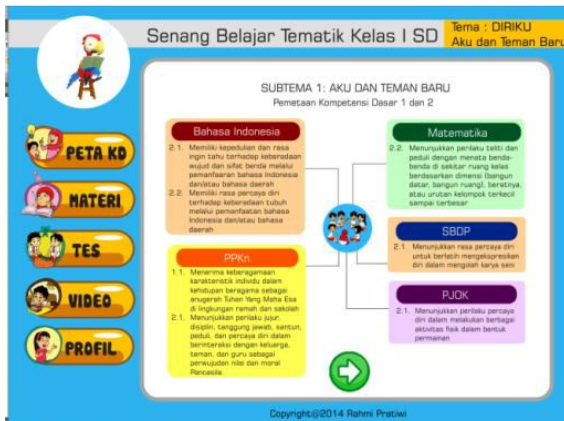 Senang Belajar Tematik Kelas I SD
Tema : DIRIKU
Aku dan Teman Baru
SUBTEMA 1: AKU DAN TEMAN BARU
Pemetaan Kompetensi Dasar 1 dan 2
PETA KD
MATERI
TES
VIDEO
PROFIL
Bahasa Indonesia
2.1. Memiliki kepedulian dan rasa
ingin tahu terhadap keberadaan
wujud dan sifat benda melalui
pemanfaaran bahasa Indonesia
dan/atau bahasa daerah
2.2. Memiliki rasa percaya diri
terhadap keberadaan tubuh
melalui pemanfaatan bahasa
Indonesia dan/atau bahasa
daerah
PPKn
1.1. Menerima keberagamaan
karakteristik individu dalam
kehidupan beragama sebagai
anugerah Tuhan Yang Maha Esa
di lingkungan rumah dan sekolah
2.1. Menunjukkan perilaku jujur,
disiplin, tanggung jawab, santun,
peduli, dan percaya diri dalam
berinteraksi dengan keluarga,
teman, dan guru sebagai
perwujudan nilai dan moral
Pancasila
Matematika
2.2. Menunjukkan perilaku teliti dan
peduli dengan menata benda-
benda di sekitar ruang kelas
berdasarkan dimensi (bangun
datar, bangun ruang), beratnya,
atau urutan kelompok terkecil
sampai terbesar
SBDP
2.1. Menunjukkan rasa percaya diri
untuk berlatih mengekspresikan
diri dalam mengolah karya seni
PJOK
2.1. Menunjukkan perilaku percaya
diri dalam melakukan berbagai
aktivitas fisik dalam bentuk
permainan
Copyright@2014 Rahmi Pratiwi